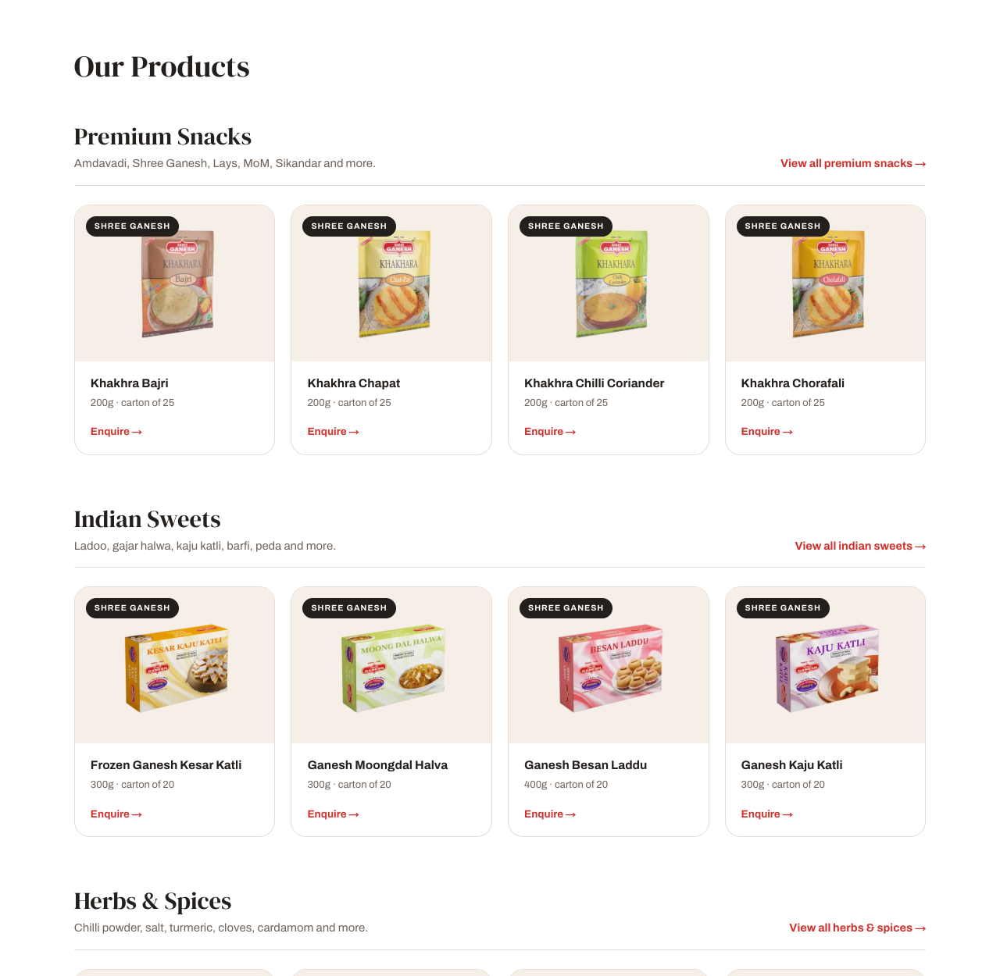 Our Products
Premium Snacks
Amdavadi, Shree Ganesh, Lays, MoM, Sikandar and more.
View all premium snacks →
SHREE GANESH
SHREE GANESH
SHREE GANESH
SHREE GANESH
SHREE
GANESH
KHAKHARA
Bajri
SHREE
GANESH
KHAKHARA
Chat-Pat
SHREE
GANESH
KHAKHARA
Chilli
Coriander
SHREE
GANESH
KHAKHARA
Cholafali
Khakhra Bajri
200g · carton of 25
Enquire →
Khakhra Chapat
200g · carton of 25
Enquire →
Khakhra Chilli Coriander
200g · carton of 25
Enquire →
Khakhra Chorafali
200g · carton of 25
Enquire →
Indian Sweets
Ladoo, gajar halwa, kaju katli, barfi, peda and more.
View all indian sweets →
SHREE GANESH
SHREE GANESH
SHREE GANESH
SHREE GANESH
KESAR KAJU KATLI
GANESH
MOONG DAL HALWA
GANESH
BESAN LADDU
GANESH
KAJU KATLI
GANESH
KAJU KATLI
Frozen Ganesh Kesar Katli
300g · carton of 20
Enquire →
Ganesh Moongdal Halva
300g · carton of 20
Enquire →
Ganesh Besan Laddu
400g · carton of 20
Enquire →
Ganesh Kaju Katli
300g · carton of 20
Enquire →
Herbs & Spices
Chilli powder, salt, turmeric, cloves, cardamom and more.
View all herbs & spices →